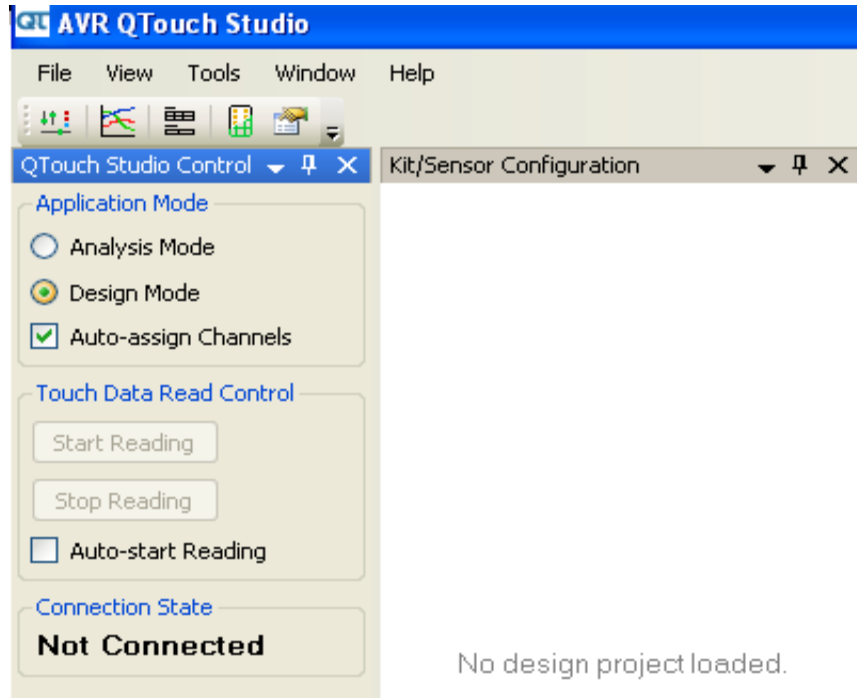 QT AVR QTouch Studio
File View Tools Window Help
QTouch Studio Control
Kit/Sensor Configuration
Application Mode
Analysis Mode
Design Mode
Auto-assign Channels
Touch Data Read Control
Start Reading
Stop Reading
Auto-start Reading
Connection State
Not Connected
No design project loaded.